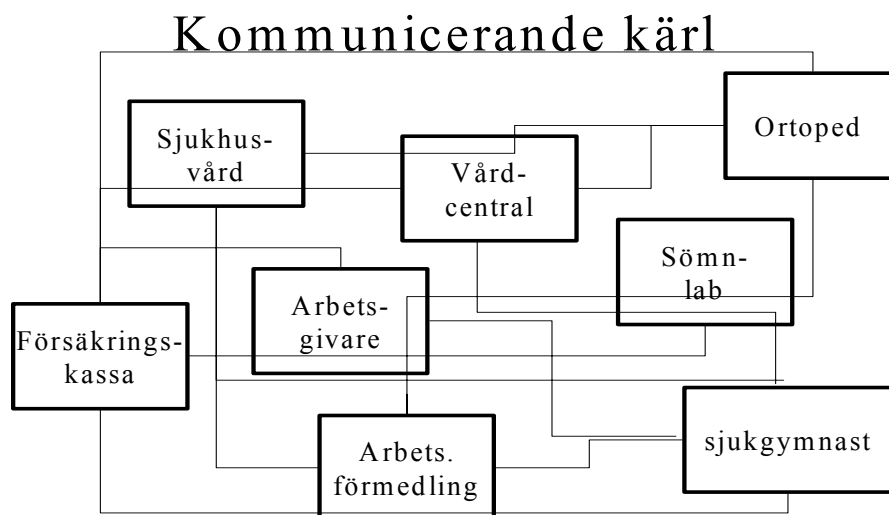 Kommunicerande kärl
Ortoped
Sjukhus-
vård
Vård-
central
Sömn-
lab
Arbets-
givare
Försäkrings-
kassa
Arbets.
förmedling
sjukgymnast